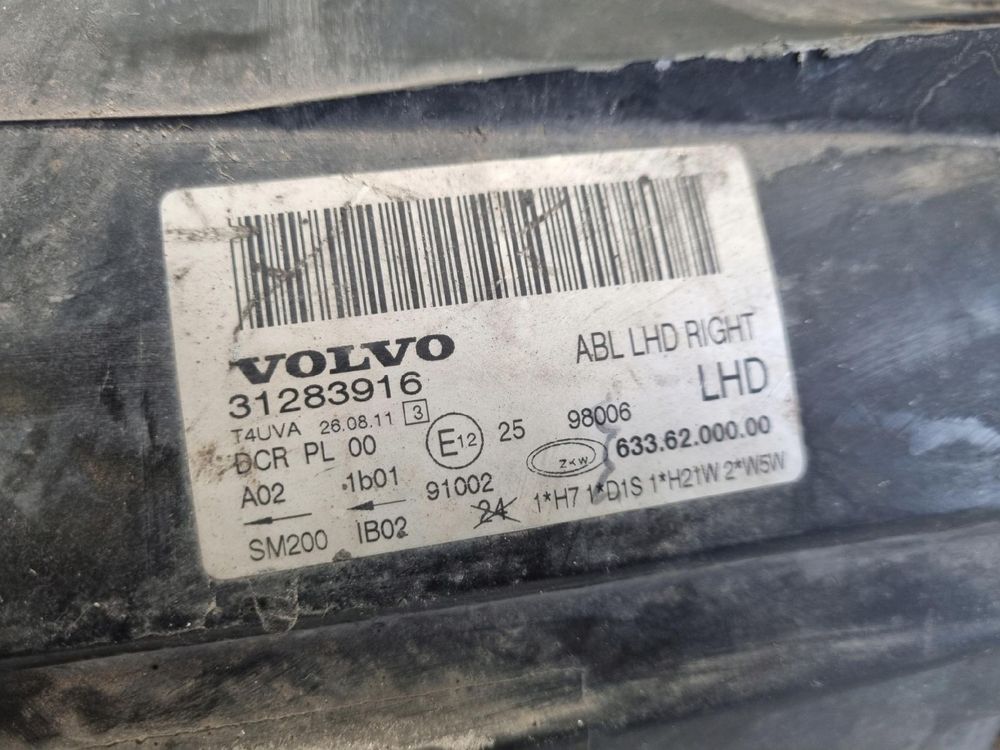 VOLVO
ABL LHD RIGHT
31283916
LHD
T4UVA 26.08.11 3
DCR PL 00
E12 25 98006
ZKW 633.62.000.00
A02 1b01 91002
24 1*H7 1*D1S 1*H21W 2*W5W
SM200 IB02